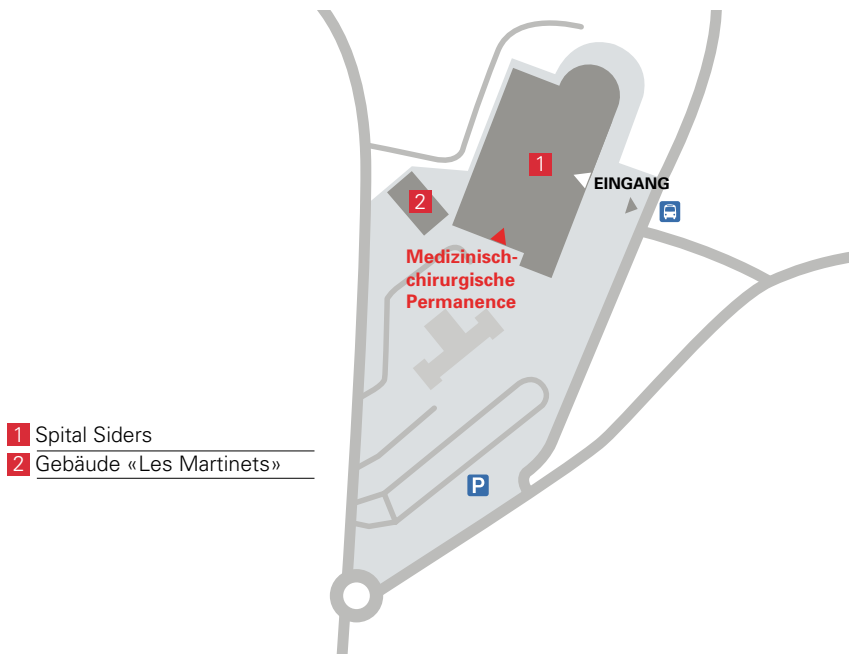 1
2
EINGANG
Medizinisch-
chirurgische
Permanence
1 Spital Siders
2 Gebäude «Les Martinets»
P